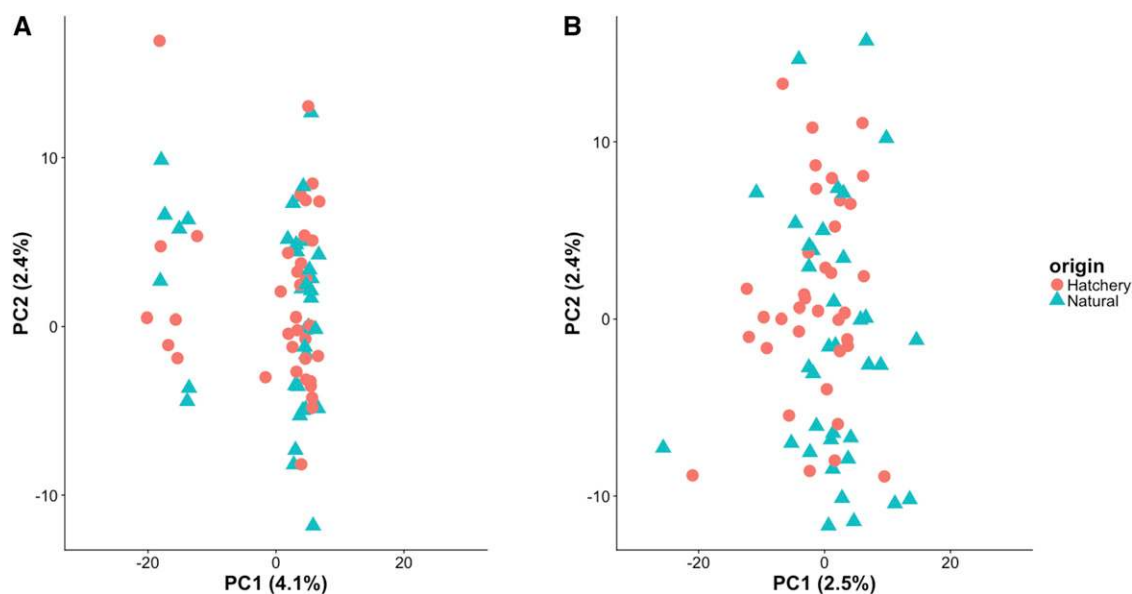 A
10
0
-10
PC2 (2.4%)
-20
0
20
PC1 (4.1%)
B
10
0
-10
PC2 (2.4%)
-20
0
20
PC1 (2.5%)
origin
Hatchery
Natural